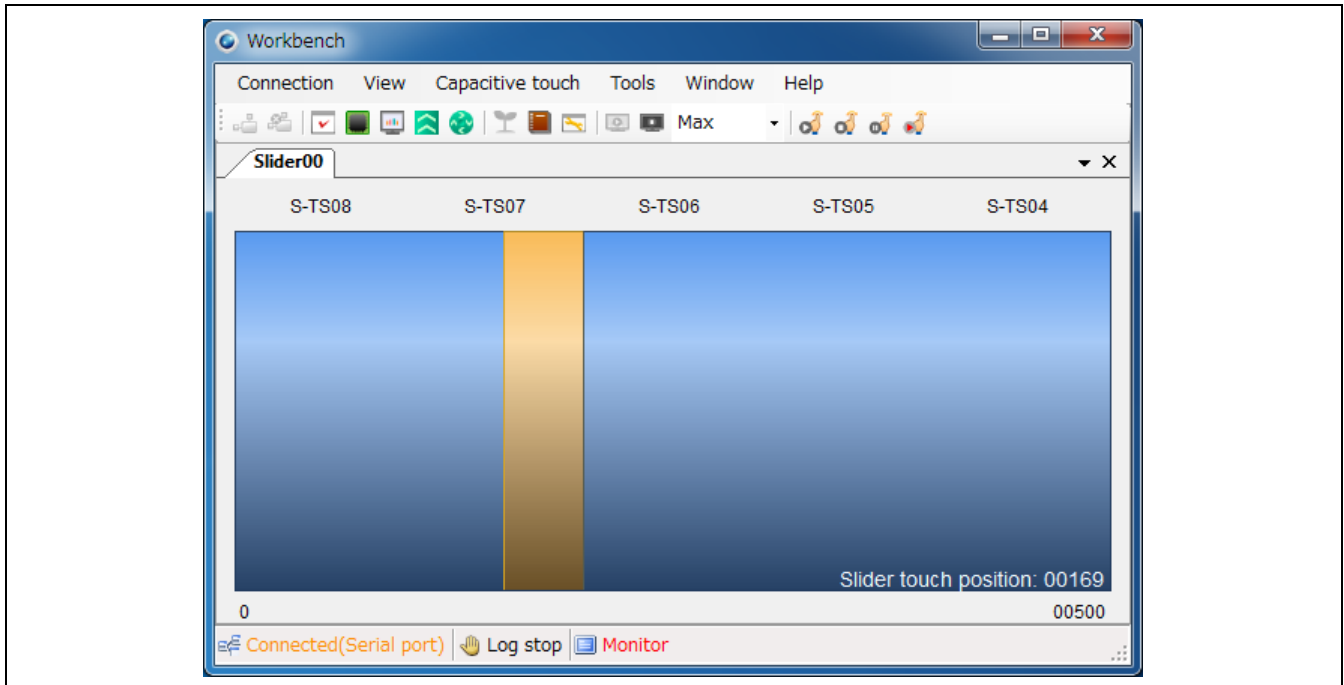 Workbench
Connection View Capacitive touch Tools Window Help
Max
Slider00
S-TS08 S-TS07 S-TS06 S-TS05 S-TS04
Slider touch position: 00169
0 00500
Connected(Serial port) Log stop Monitor